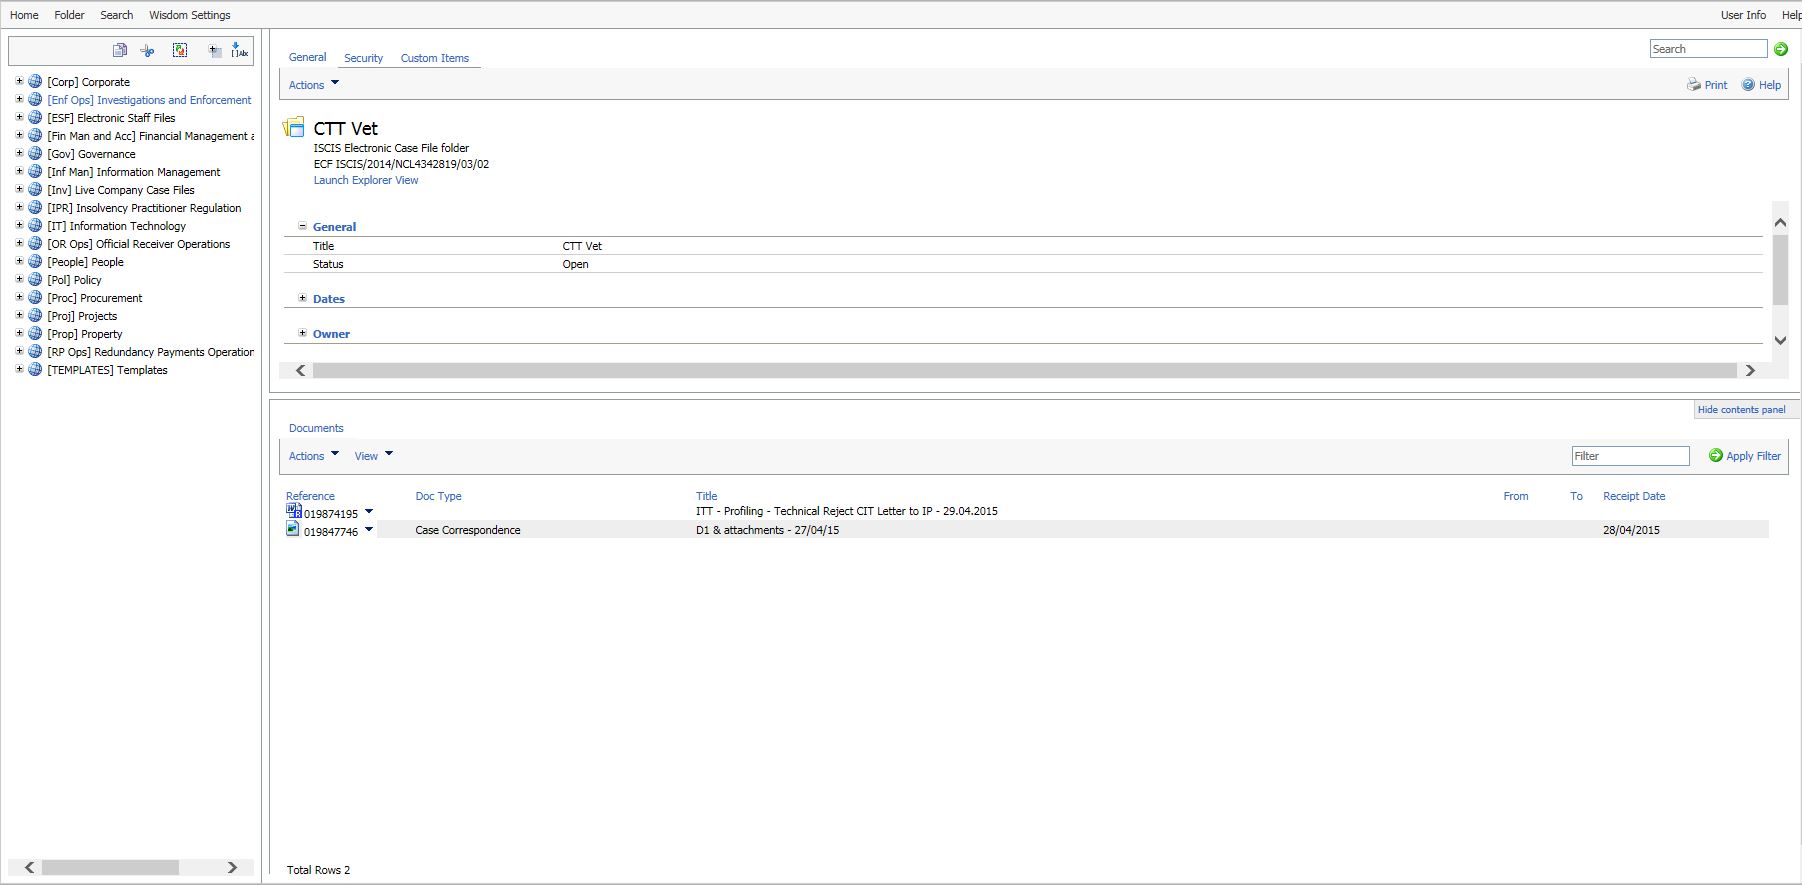 Home Folder Search Wisdom Settings User Info Help
[Corp] Corporate
[Enf Ops] Investigations and Enforcement
[ESF] Electronic Staff Files
[Fin Man and Acc] Financial Management a
[Gov] Governance
[Inf Man] Information Management
[Inv] Live Company Case Files
[IPR] Insolvency Practitioner Regulation
[IT] Information Technology
[OR Ops] Official Receiver Operations
[People] People
[Pol] Policy
[Proc] Procurement
[Proj] Projects
[Prop] Property
[RP Ops] Redundancy Payments Operation
[TEMPLATES] Templates
General Security Custom Items Search
Actions Print Help
CTT Vet
ISCIS Electronic Case File folder
ECF ISCIS/2014/NCL4342819/03/02
Launch Explorer View
General
Title CTT Vet
Status Open
Dates
Owner
Hide contents panel
Documents
Actions View Filter Apply Filter
Reference Doc Type Title From To Receipt Date
019874195 ITT - Profiling - Technical Reject CIT Letter to IP - 29.04.2015
019847746 Case Correspondence D1 & attachments - 27/04/15 28/04/2015
Total Rows 2